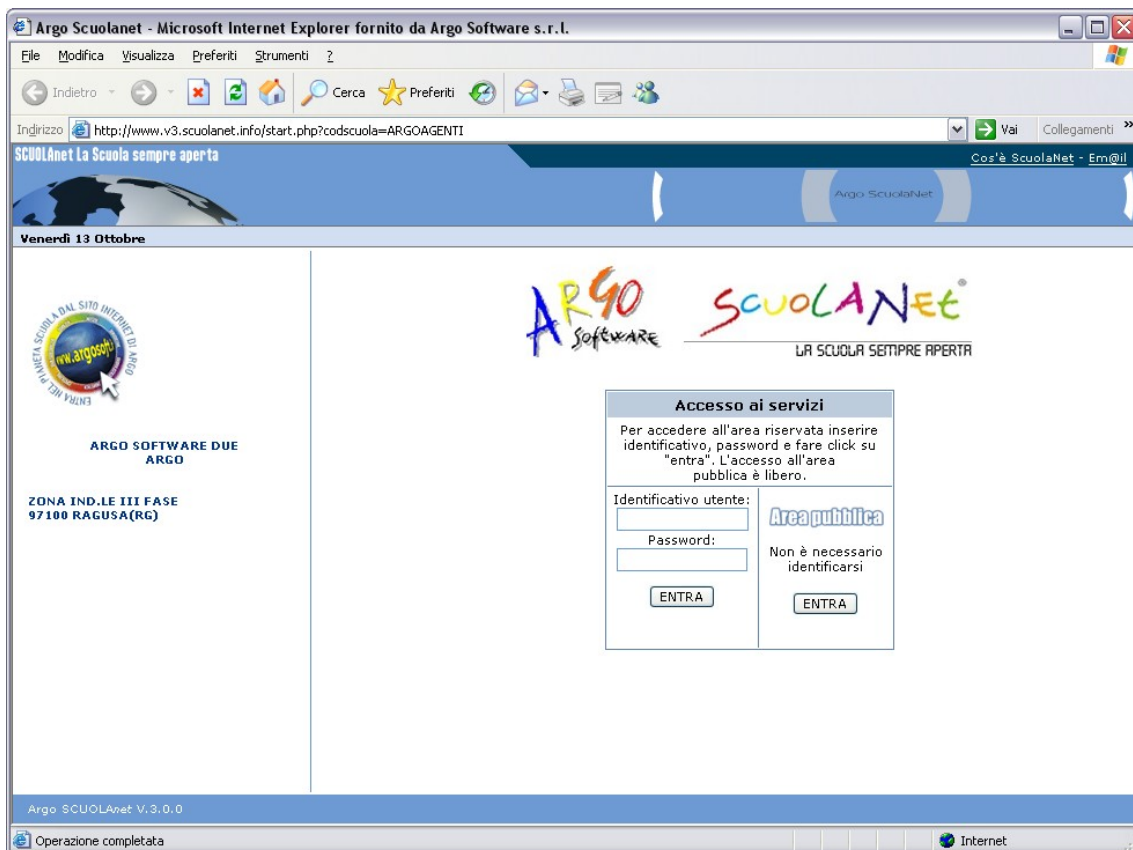 Argo Scuolanet - Microsoft Internet Explorer fornito da Argo Software s.r.l.
File Modifica Visualizza Preferiti Strumenti ?
Indietro Cerca Preferiti
Indirizzo http://www.v3.scuolanet.info/start.php?codscuola=ARGOAGENTI Vai Collegamenti »
SCUOLAnet La Scuola sempre aperta
Cos'è ScuolaNet - Em@il
Argo ScuolaNet
Venerdì 13 Ottobre
ENTRA NEL PIANETA SCUOLA DAL SITO INTERNET DI ARGO
www.argosoft
ARGO SOFTWARE DUE
ARGO
ZONA IND.LE III FASE
97100 RAGUSA(RG)
ARGO
Software
SCUOLANET®
LA SCUOLA SEMPRE APERTA
Accesso ai servizi
Per accedere all'area riservata inserire
identificativo, password e fare click su
"entra". L'accesso all'area
pubblica è libero.
Identificativo utente:
Password:
ENTRA
Area pubblica
Non è necessario
identificarsi
ENTRA
Argo SCUOLAnet V.3.0.0
Operazione completata Internet